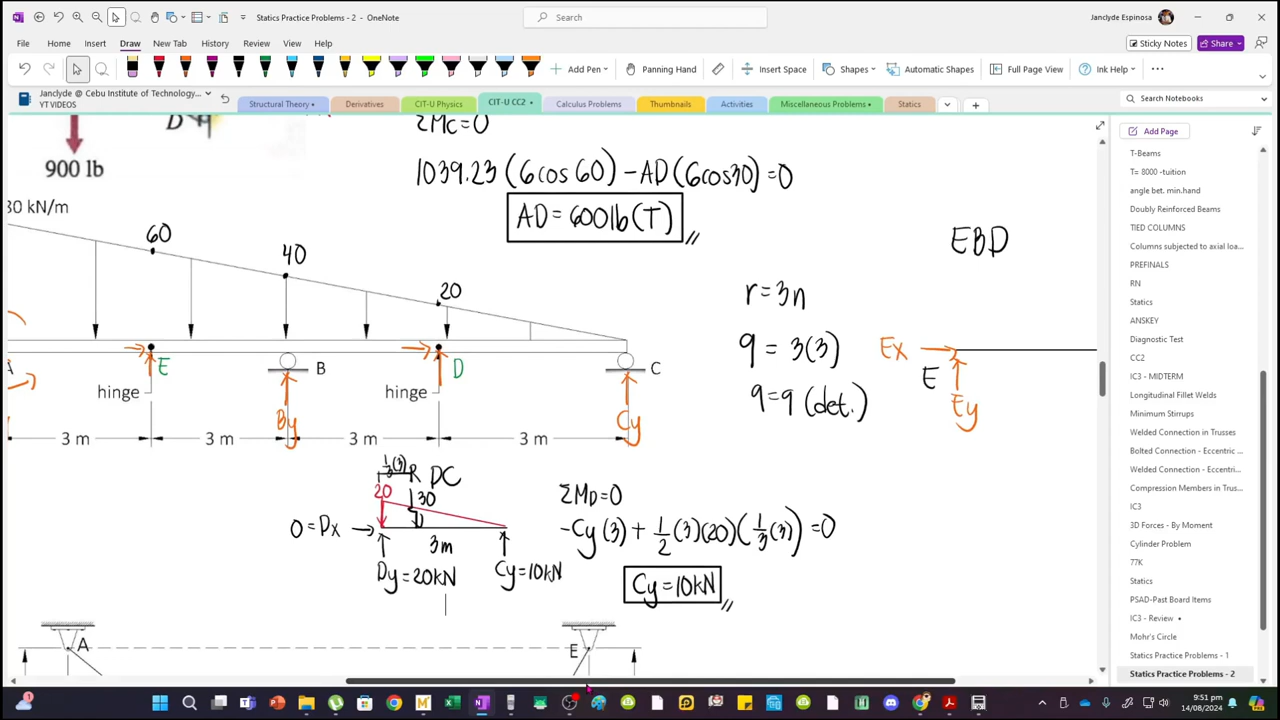 Statics Practice Problems - 2 - OneNote
Search
Janclyde Espinosa
File Home Insert Draw New Tab History Review View Help
Sticky Notes
Share
Add Pen
Panning Hand
Insert Space
Shapes
Automatic Shapes
Full Page View
Ink Help
Janclyde @ Cebu Institute of Technology...
YT VIDEOS
Structural Theory
Derivatives
CIT-U Physics
CIT-U CC2
Calculus Problems
Thumbnails
Activities
Miscellaneous Problems
Statics
Search Notebooks
Add Page
T-Beams
T= 8000 -tuition
angle bet. min.hand
Doubly Reinforced Beams
TIED COLUMNS
Columns subjected to axial loa...
PREFINALS
RN
Statics
ANSKEY
Diagnostic Test
CC2
IC3 - MIDTERM
Longitudinal Fillet Welds
Minimum Stirrups
Welded Connection in Trusses
Bolted Connection - Eccentric ...
Welded Connection - Eccentri...
IC3
3D Forces - By Moment
Cylinder Problem
77K
Statics
PSAD-Past Board Items
IC3 - Review
Mohr's Circle
Statics Practice Problems - 1
Statics Practice Problems - 2
D
900 lb
ΣMC=0
1039.23(6cos60)-AD(6cos30)=0
AD=600lb(T)
30 kN/m
60
40
20
E
B
D
C
hinge
hinge
By
Cy
3 m
3 m
3 m
3 m
r=3n
9=3(3)
9=9 (det.)
EBD
Ex
E
Ey
1/3(3)
R
DC
20
30
0=Dx
3m
Dy=20kN
Cy=10kN
ΣMD=0
-Cy(3)+1/2(3)(20)(1/3(3))=0
Cy=10kN
A
E
9:51 pm
14/08/2024